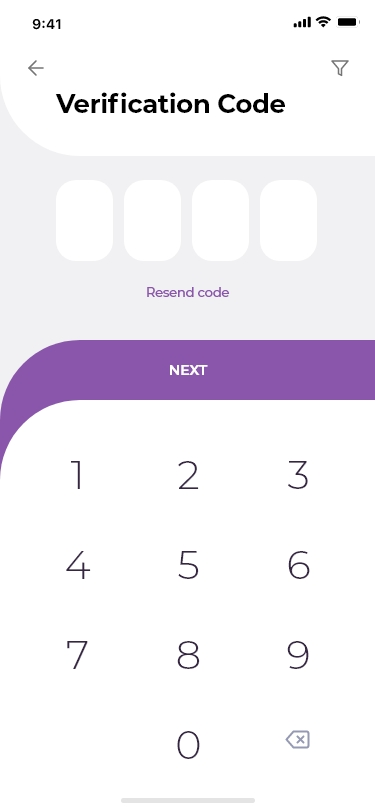 9:41
Verification Code
Resend code
NEXT
1 2 3
4 5 6
7 8 9
0